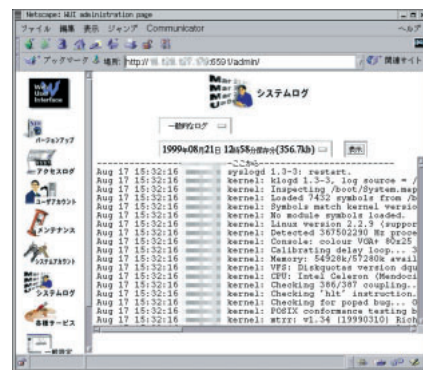 Netscape: WUI administration page
ファイル 編集 表示 ジャンプ Communicator ヘルプ
ブックマーク 場所: http:// :6591/admin/ 関連サイト
Web User Interface
システムログ
バージョンアップ
一般的なログ
1999年08月21日 12時58分保存分(356.7kb) 表示
アクセスログ
ユーザアカウント
メンテナンス
システムアカウント
システムログ
各種サービス
--ここから--
Aug 17 15:32:16 syslogd 1.3-3: restart.
Aug 17 15:32:16 kernel: klogd 1.3-3, log source = /
Aug 17 15:32:16 kernel: Inspecting /boot/System.map
Aug 17 15:32:16 kernel: Loaded 7432 symbols from /b
Aug 17 15:32:16 kernel: Symbols match kernel versio
Aug 17 15:32:16 kernel: No module symbols loaded.
Aug 17 15:32:16 kernel: Linux version 2.2.9 (suppor
Aug 17 15:32:16 kernel: Detected 367502290 Hz proce
Aug 17 15:32:16 kernel: Console: colour VGA+ 80x25
Aug 17 15:32:16 kernel: Calibrating delay loop... 3
Aug 17 15:32:16 kernel: Memory: 54920k/57280k avail
Aug 17 15:32:16 kernel: VFS: Diskquotas version dqu
Aug 17 15:32:16 kernel: CPU: Intel Celeron (Mendoci
Aug 17 15:32:16 kernel: Checking 386/387 coupling..
Aug 17 15:32:16 kernel: Checking 'hlt' instruction.
Aug 17 15:32:16 kernel: Checking for popad bug... O
Aug 17 15:32:16 kernel: POSIX conformance testing b
Aug 17 15:32:16 kernel: mtrr: v1.34 (19990310) Rich